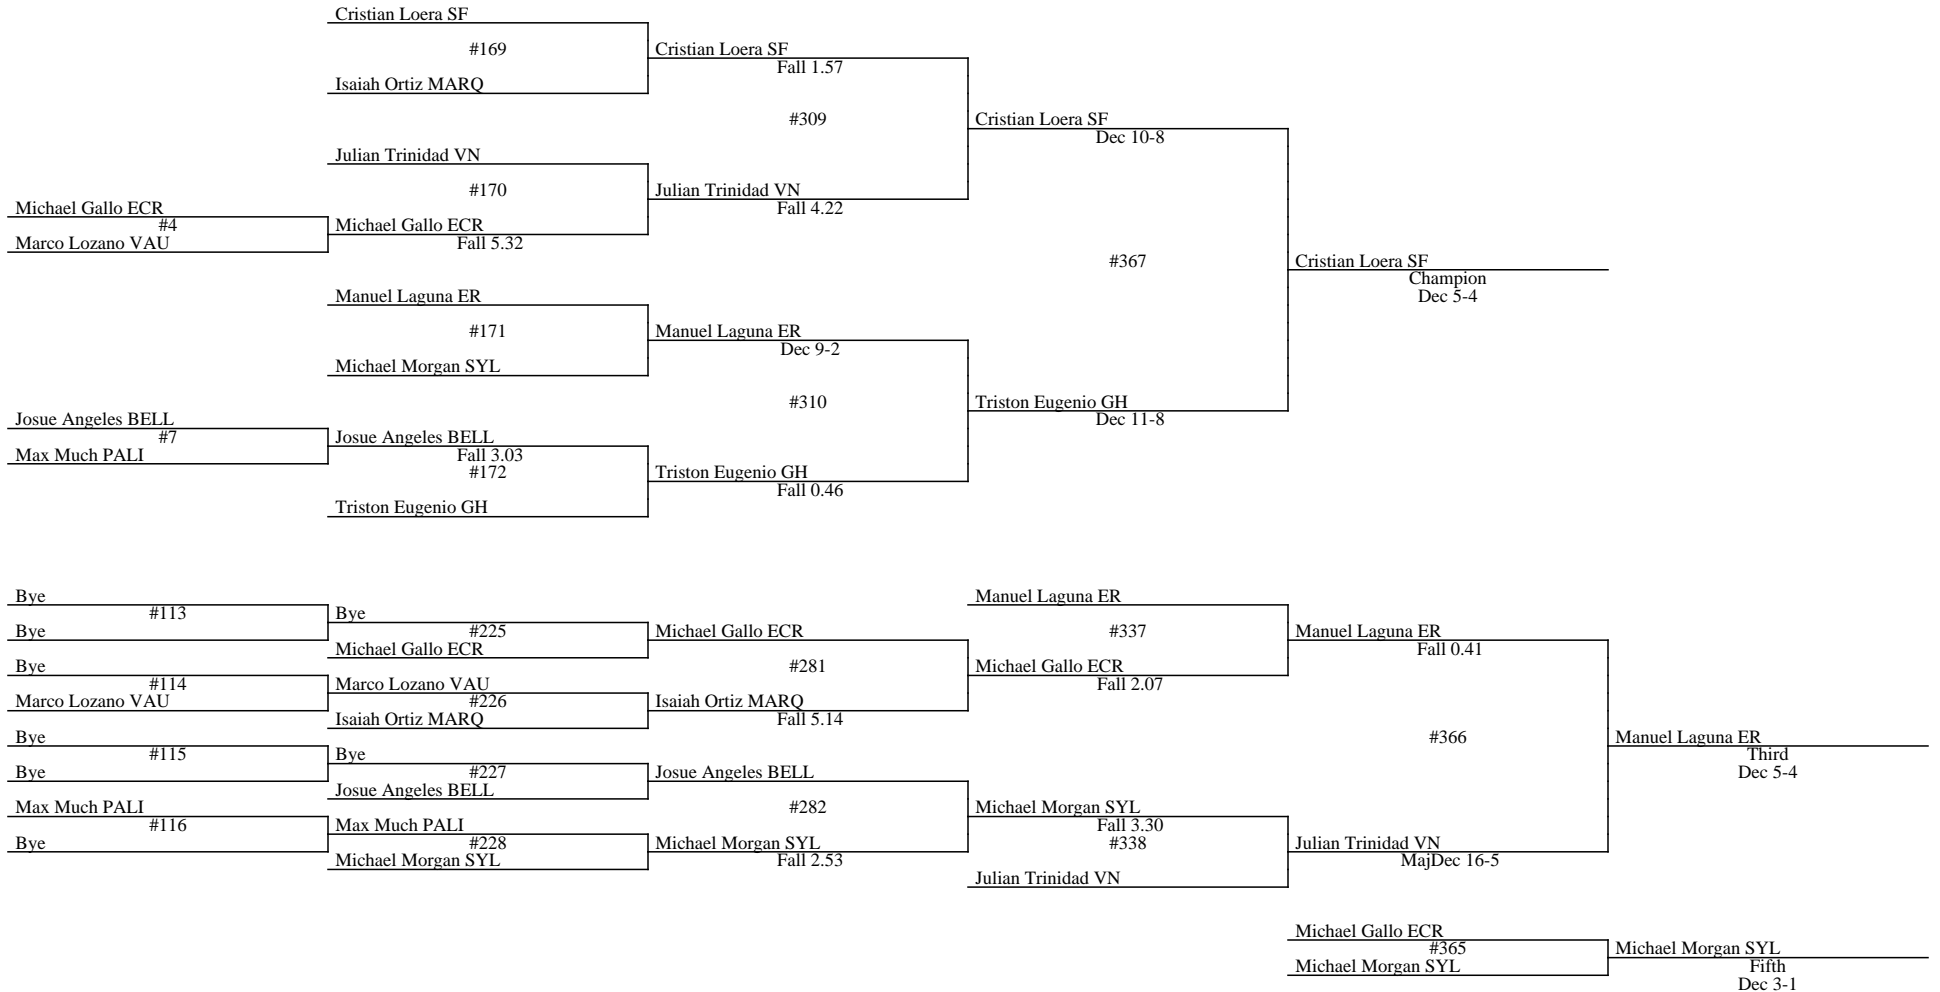 Cristian Loera SF
#169
Isaiah Ortiz MARQ
Cristian Loera SF
Fall 1.57
#309
Julian Trinidad VN
#170
Michael Gallo ECR
#4
Marco Lozano VAU
Michael Gallo ECR
Fall 5.32
Julian Trinidad VN
Fall 4.22
Cristian Loera SF
Dec 10-8
#367
Cristian Loera SF
Champion
Dec 5-4
Manuel Laguna ER
#171
Michael Morgan SYL
Manuel Laguna ER
Dec 9-2
#310
Josue Angeles BELL
#7
Max Much PALI
Josue Angeles BELL
Fall 3.03
#172
Triston Eugenio GH
Triston Eugenio GH
Fall 0.46
Triston Eugenio GH
Dec 11-8
Bye
#113
Bye
Bye
#225
Michael Gallo ECR
Michael Gallo ECR
#281
Bye
#114
Marco Lozano VAU
Marco Lozano VAU
#226
Isaiah Ortiz MARQ
Isaiah Ortiz MARQ
Fall 5.14
Manuel Laguna ER
#337
Michael Gallo ECR
Fall 2.07
Manuel Laguna ER
Fall 0.41
#366
Bye
#115
Bye
Bye
#227
Josue Angeles BELL
Josue Angeles BELL
#282
Max Much PALI
#116
Bye
Max Much PALI
#228
Michael Morgan SYL
Michael Morgan SYL
Fall 2.53
Michael Morgan SYL
Fall 3.30
#338
Julian Trinidad VN
Julian Trinidad VN
MajDec 16-5
Manuel Laguna ER
Third
Dec 5-4
Michael Gallo ECR
#365
Michael Morgan SYL
Michael Morgan SYL
Fifth
Dec 3-1